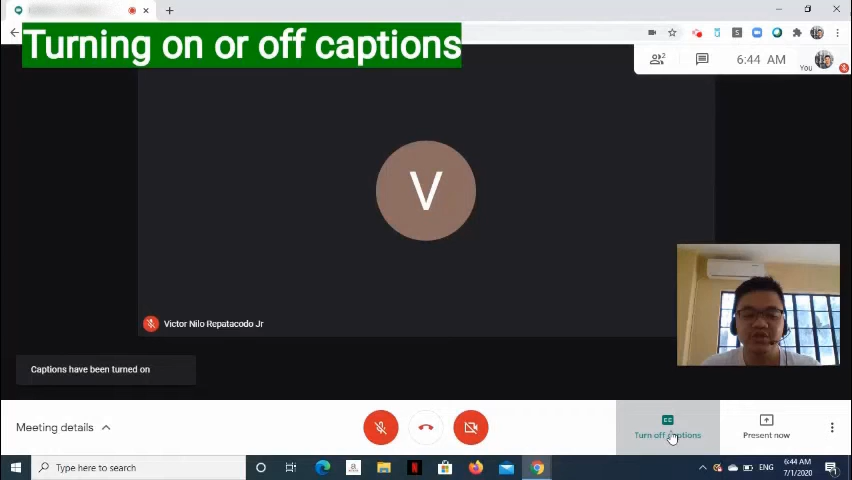 Turning on or off captions
2
6:44 AM
You
V
Victor Nilo Repatacodo Jr
Captions have been turned on
Meeting details
CC
Turn off captions
Present now
Type here to search
ENG
6:44 AM
7/1/2020